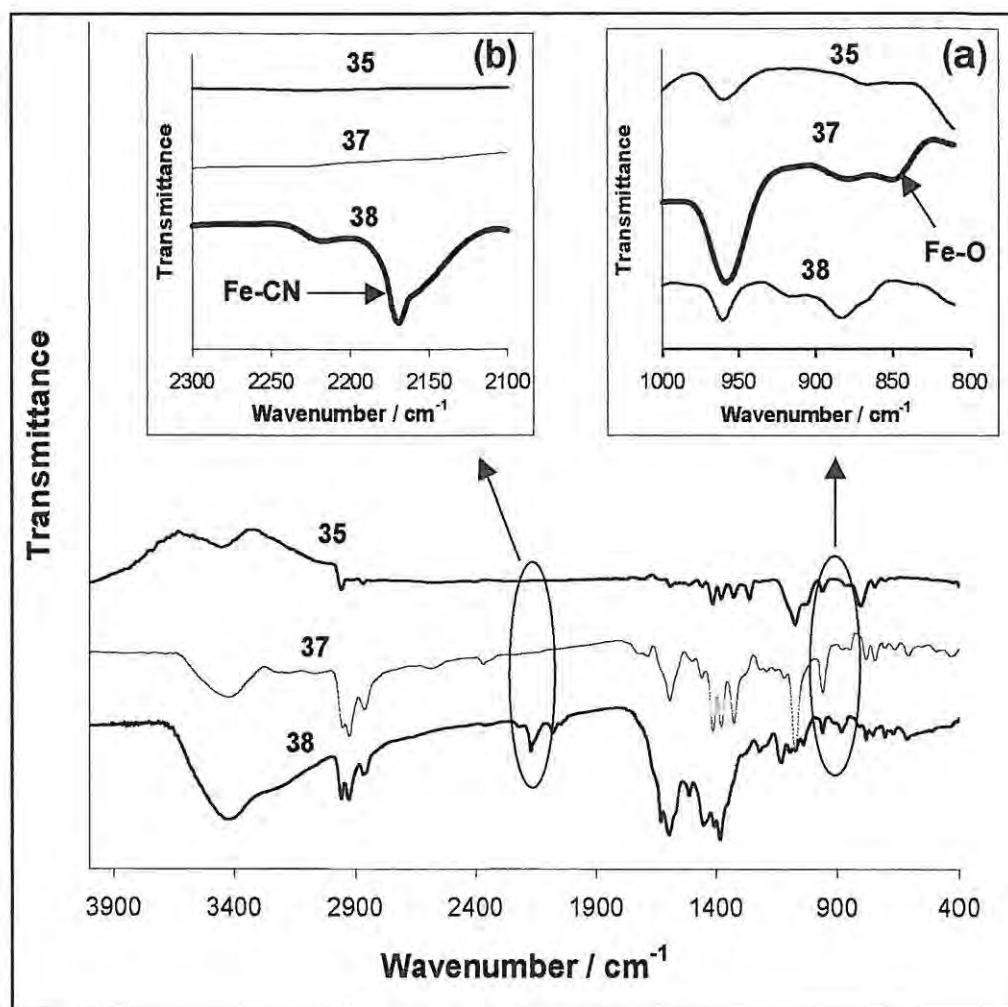 (b)
35
37
38
Fe-CN
Transmittance
2300 2250 2200 2150 2100
Wavenumber / cm⁻¹
(a)
35
37
Fe-O
38
Transmittance
1000 950 900 850 800
Wavenumber / cm⁻¹
Transmittance
35
37
38
3900 3400 2900 2400 1900 1400 900 400
Wavenumber / cm⁻¹